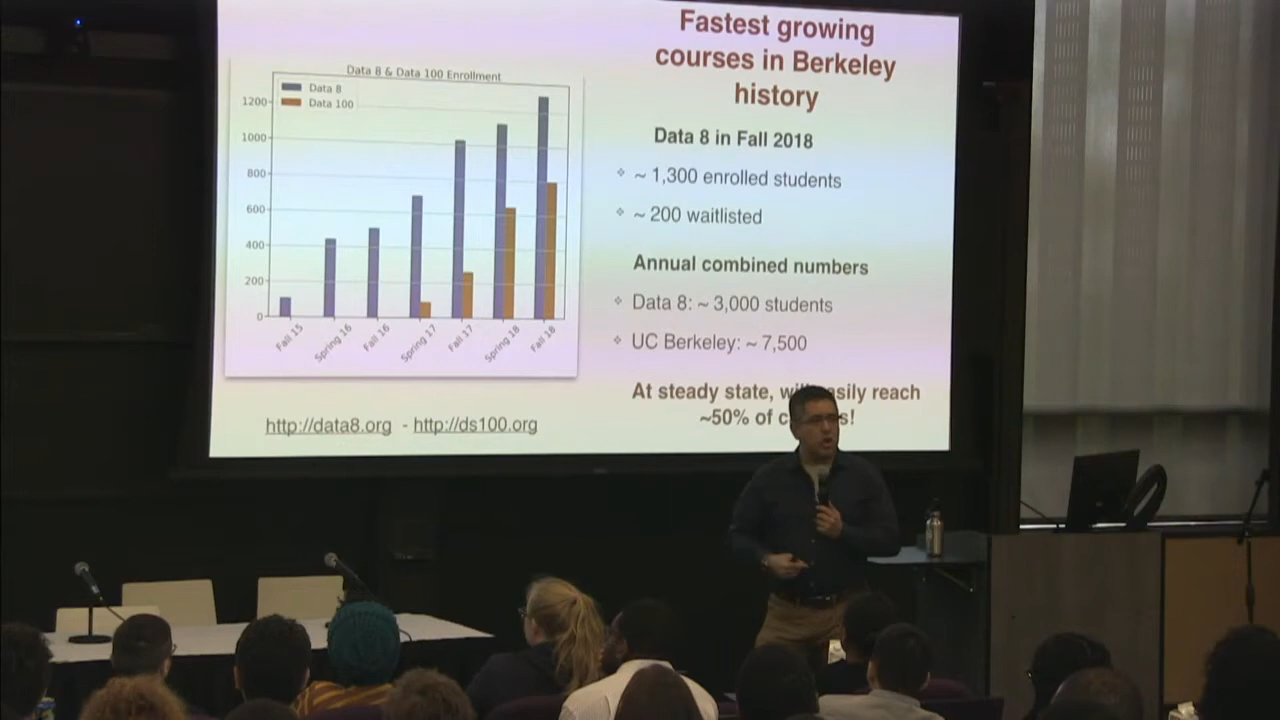 Fastest growing
courses in Berkeley
history
Data 8 & Data 100 Enrollment
Data 8
Data 100
1200
1000
800
600
400
200
0
Fall 15
Spring 16
Fall 16
Spring 17
Fall 17
Spring 18
Fall 18
http://data8.org - http://ds100.org
Data 8 in Fall 2018
~ 1,300 enrolled students
~ 200 waitlisted
Annual combined numbers
Data 8: ~ 3,000 students
UC Berkeley: ~ 7,500
At steady state, easily reach
~50% of